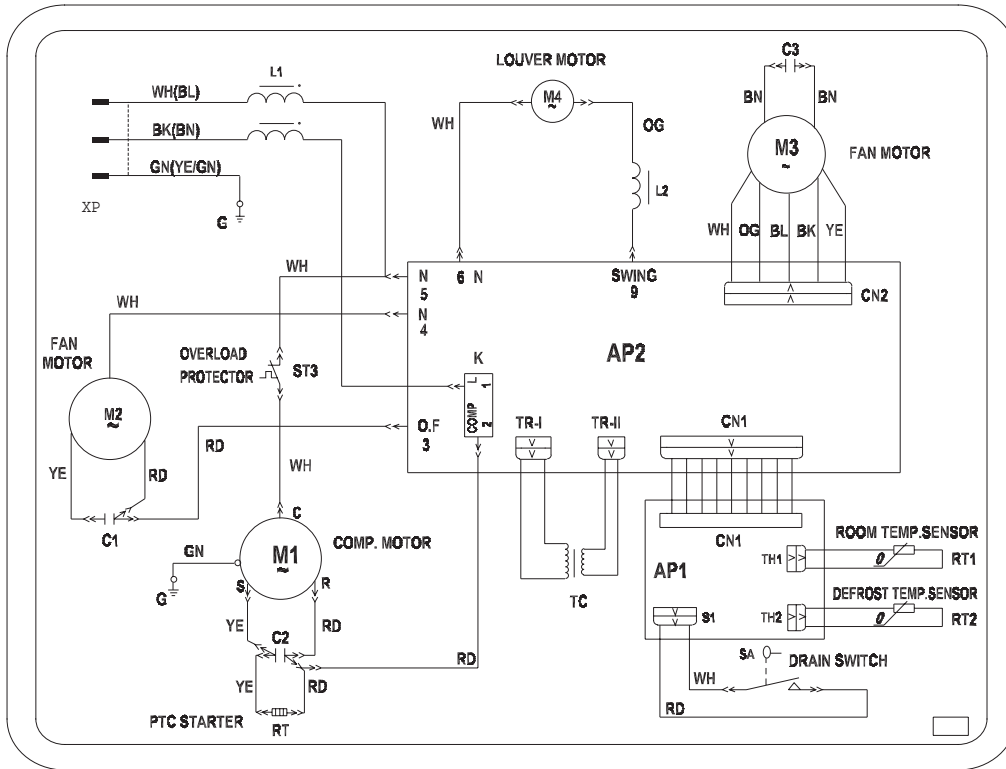 L1
WH(BL)
BK(BN)
GN(YE/GN)
XP
G
LOUVER MOTOR
M4
~
WH
OG
L2
C3
BN
BN
M3
~
FAN MOTOR
WH
OG
BL
BK
YE
CN2
WH
N
5
6 N
SWING
9
WH
N
4
FAN
MOTOR
OVERLOAD
PROTECTOR
ST3
K
L
1
COMP
2
AP2
M2
~
O.F
3
TR-I
TR-II
CN1
YE
RD
RD
WH
C1
C
GN
M1
~
COMP. MOTOR
G
S
R
TC
CN1
AP1
TH1
ROOM TEMP.SENSOR
θ
RT1
DEFROST TEMP.SENSOR
TH2
θ
RT2
S1
YE
C2
RD
RD
YE
RD
PTC STARTER
RT
SA
DRAIN SWITCH
WH
RD